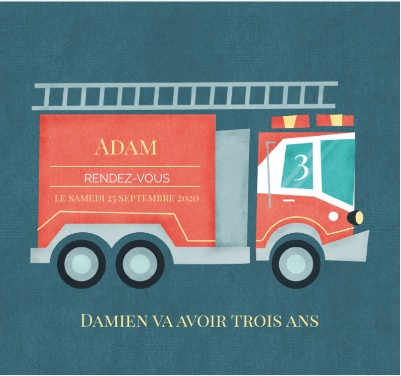 ADAM
RENDEZ-VOUS
LE SAMEDI 25 SEPTEMBRE 2020
3
DAMIEN VA AVOIR TROIS ANS